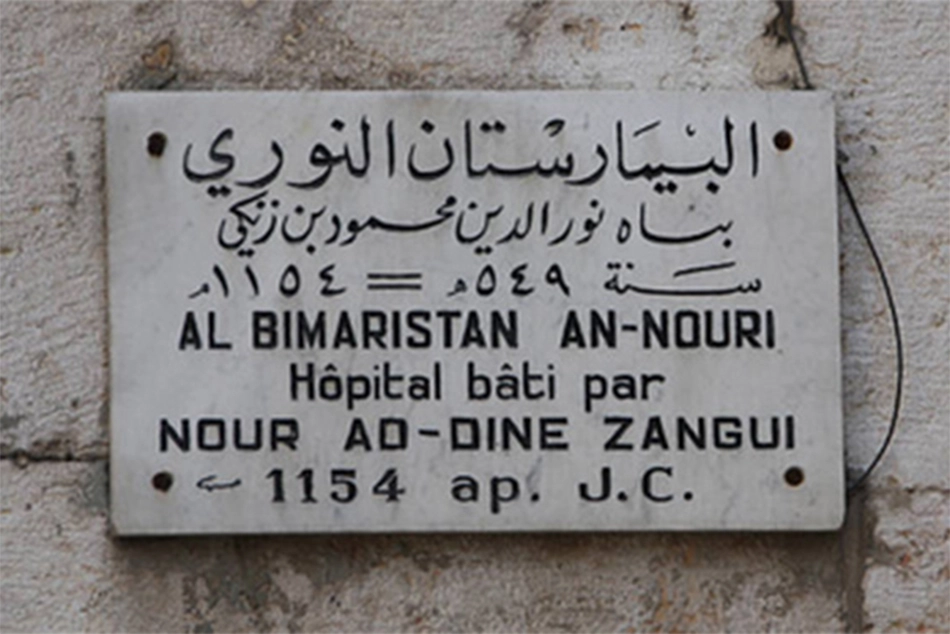 البيمارستان النوري
بناه نور الدين محمود بن زنكي
سنة ٥٤٩ه = ١١٥٤م
AL BIMARISTAN AN-NOURI
Hôpital bâti par
NOUR AD-DINE ZANGUI
1154 ap. J.C.